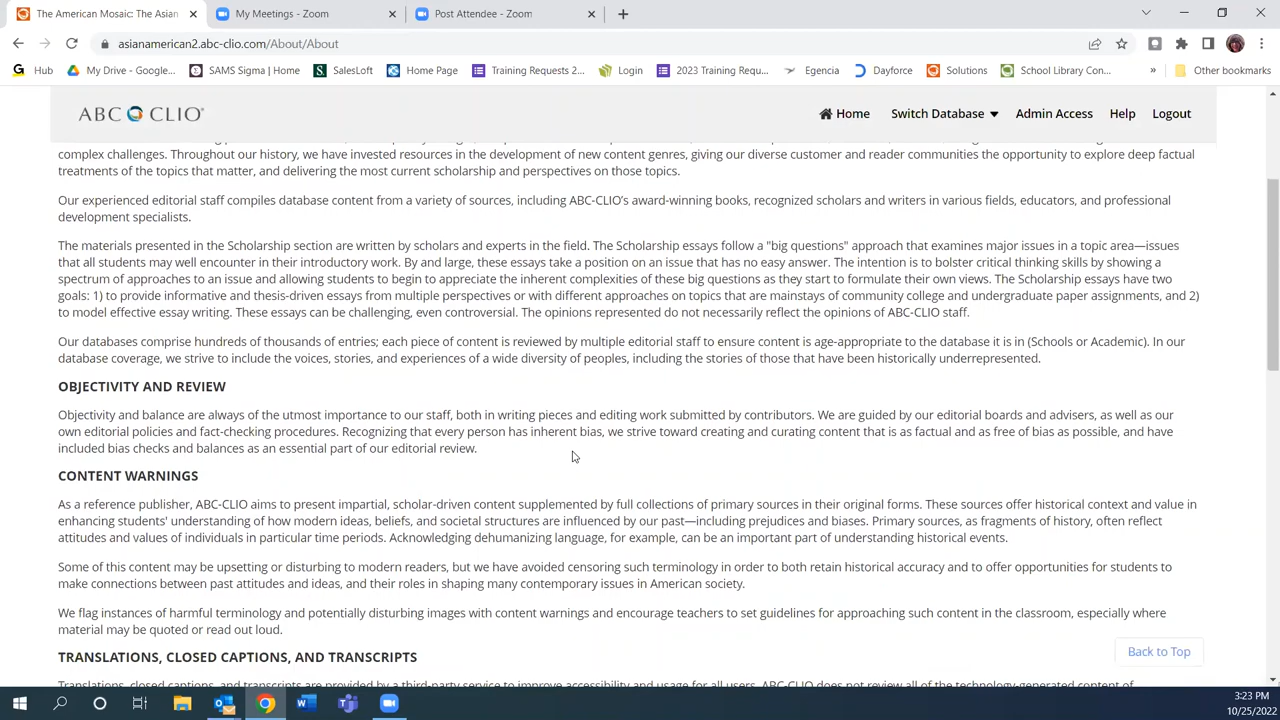 The American Mosaic: The Asian
My Meetings - Zoom
Post Attendee - Zoom
asianamerican2.abc-clio.com/About/About
Hub
My Drive - Google...
SAMS Sigma | Home
SalesLoft
Home Page
Training Requests 2...
Login
2023 Training Requ...
Egencia
Dayforce
Solutions
School Library Con...
Other bookmarks
ABC CLIO
Home
Switch Database
Admin Access
Help
Logout
complex challenges. Throughout our history, we have invested resources in the development of new content genres, giving our diverse customer and reader communities the opportunity to explore deep factual
treatments of the topics that matter, and delivering the most current scholarship and perspectives on those topics.
Our experienced editorial staff compiles database content from a variety of sources, including ABC-CLIO's award-winning books, recognized scholars and writers in various fields, educators, and professional
development specialists.
The materials presented in the Scholarship section are written by scholars and experts in the field. The Scholarship essays follow a "big questions" approach that examines major issues in a topic area—issues
that all students may well encounter in their introductory work. By and large, these essays take a position on an issue that has no easy answer. The intention is to bolster critical thinking skills by showing a
spectrum of approaches to an issue and allowing students to begin to appreciate the inherent complexities of these big questions as they start to formulate their own views. The Scholarship essays have two
goals: 1) to provide informative and thesis-driven essays from multiple perspectives or with different approaches on topics that are mainstays of community college and undergraduate paper assignments, and 2)
to model effective essay writing. These essays can be challenging, even controversial. The opinions represented do not necessarily reflect the opinions of ABC-CLIO staff.
Our databases comprise hundreds of thousands of entries; each piece of content is reviewed by multiple editorial staff to ensure content is age-appropriate to the database it is in (Schools or Academic). In our
database coverage, we strive to include the voices, stories, and experiences of a wide diversity of peoples, including the stories of those that have been historically underrepresented.
OBJECTIVITY AND REVIEW
Objectivity and balance are always of the utmost importance to our staff, both in writing pieces and editing work submitted by contributors. We are guided by our editorial boards and advisers, as well as our
own editorial policies and fact-checking procedures. Recognizing that every person has inherent bias, we strive toward creating and curating content that is as factual and as free of bias as possible, and have
included bias checks and balances as an essential part of our editorial review.
CONTENT WARNINGS
As a reference publisher, ABC-CLIO aims to present impartial, scholar-driven content supplemented by full collections of primary sources in their original forms. These sources offer historical context and value in
enhancing students' understanding of how modern ideas, beliefs, and societal structures are influenced by our past—including prejudices and biases. Primary sources, as fragments of history, often reflect
attitudes and values of individuals in particular time periods. Acknowledging dehumanizing language, for example, can be an important part of understanding historical events.
Some of this content may be upsetting or disturbing to modern readers, but we have avoided censoring such terminology in order to both retain historical accuracy and to offer opportunities for students to
make connections between past attitudes and ideas, and their roles in shaping many contemporary issues in American society.
We flag instances of harmful terminology and potentially disturbing images with content warnings and encourage teachers to set guidelines for approaching such content in the classroom, especially where
material may be quoted or read out loud.
Back to Top
TRANSLATIONS, CLOSED CAPTIONS, AND TRANSCRIPTS
Translations, closed captions, and transcripts are provided by a third-party service to improve accessibility and usage for all users. ABC-CLIO does not review all of the technology-generated content of
3:23 PM
10/25/2022